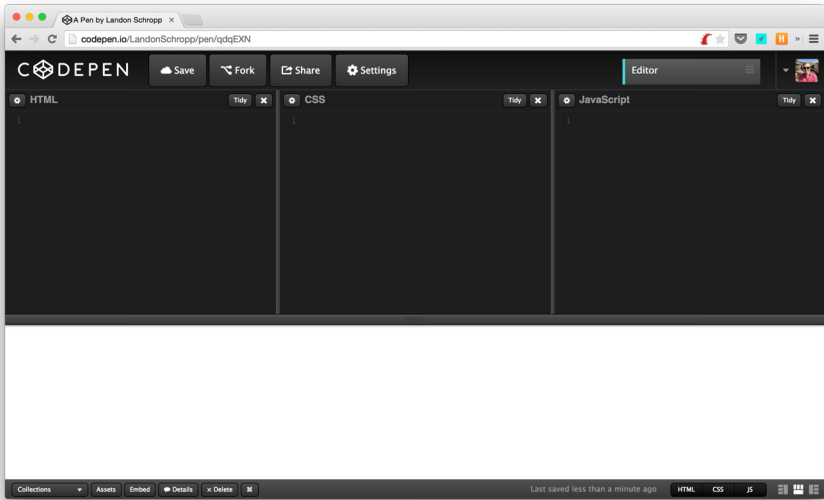 A Pen by Landon Schropp ×
codepen.io/LandonSchropp/pen/qdqEXN
CODEPEN Save Fork Share Settings Editor
HTML Tidy CSS Tidy JavaScript Tidy
1 1 1
Collections Assets Embed Details × Delete ⌘ Last saved less than a minute ago HTML CSS JS